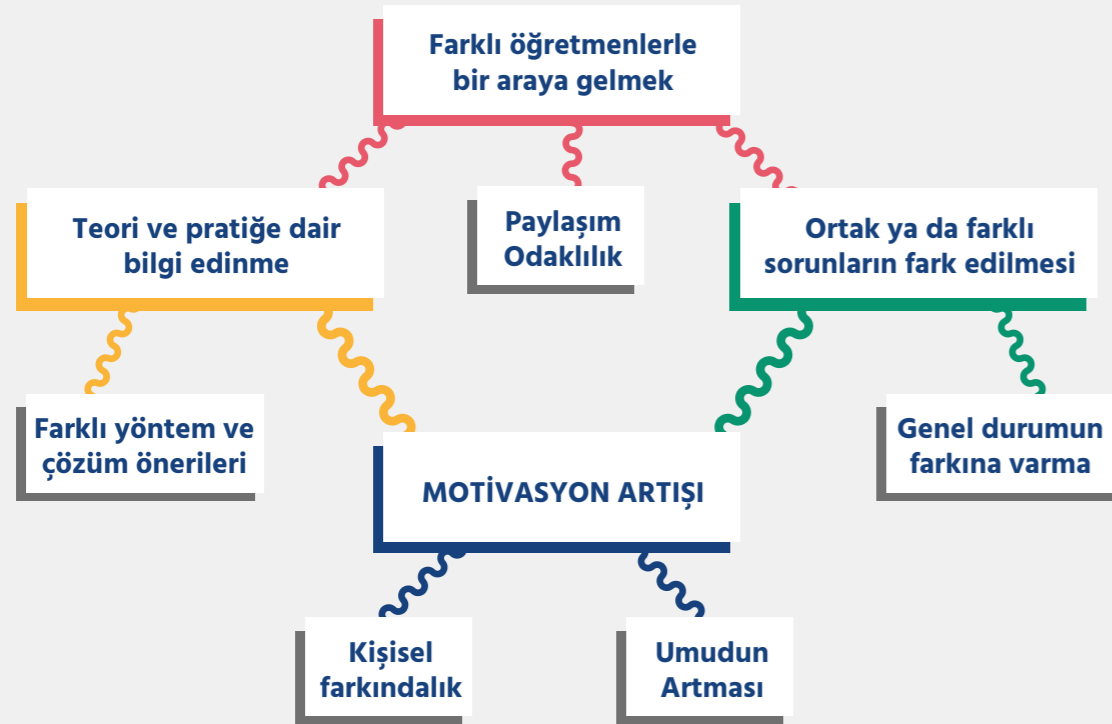 Farklı öğretmenlerle
bir araya gelmek
Teori ve pratiğe dair
bilgi edinme
Paylaşım
Odaklılık
Ortak ya da farklı
sorunların fark edilmesi
Farklı yöntem ve
çözüm önerileri
MOTİVASYON ARTIŞI
Genel durumun
farkına varma
Kişisel
farkındalık
Umudun
Artması